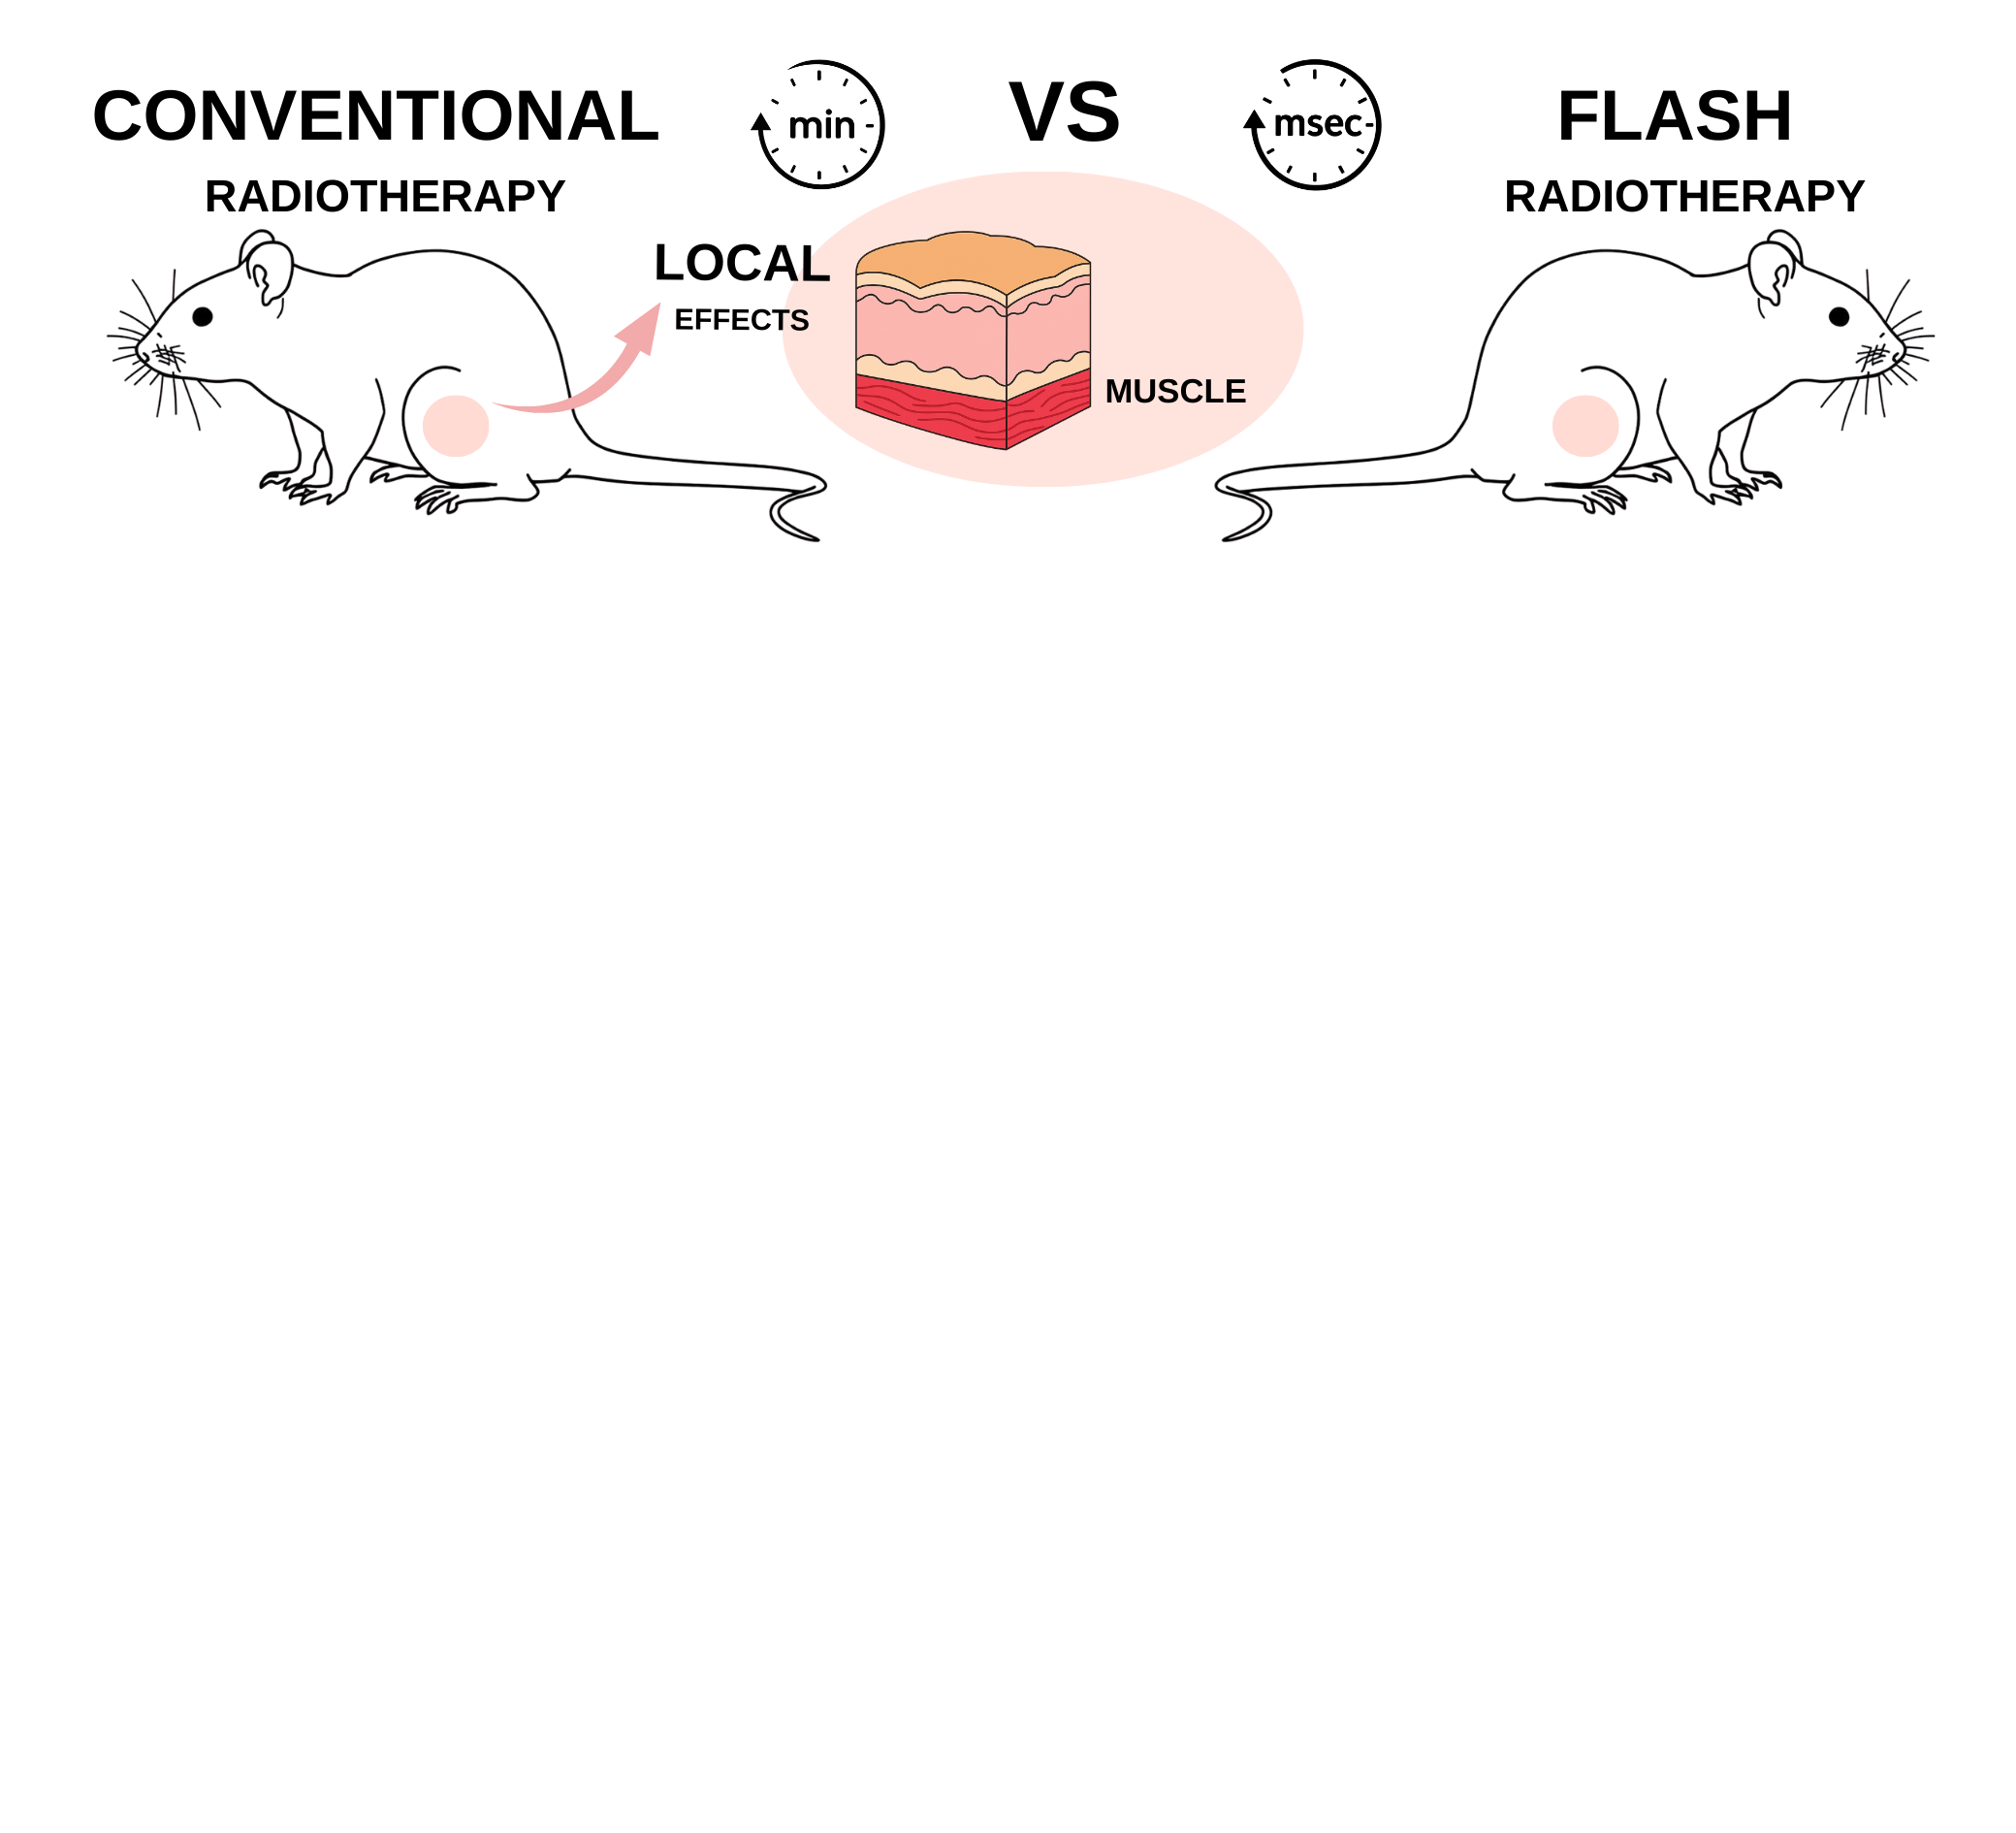 CONVENTIONAL
RADIOTHERAPY
min
VS
msec
FLASH
RADIOTHERAPY
LOCAL
EFFECTS
MUSCLE